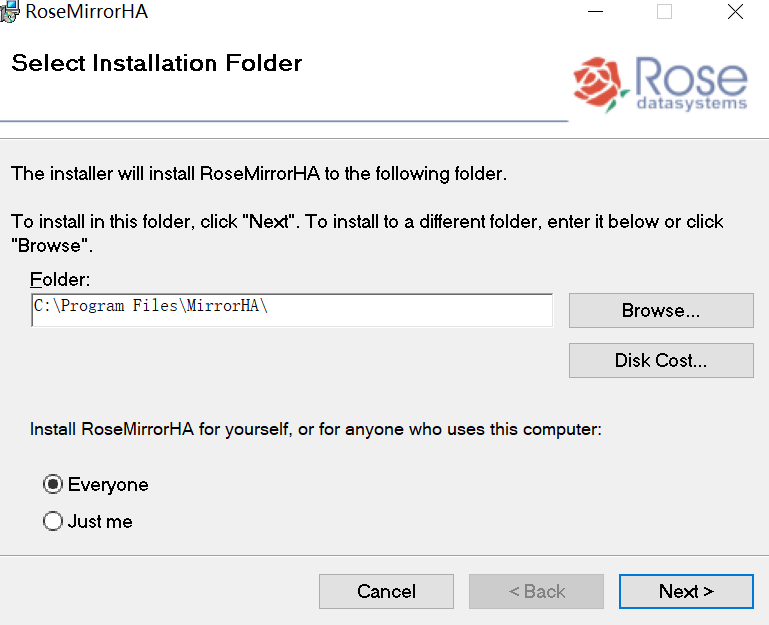 RoseMirrorHA
Select Installation Folder
Rose
datasystems
The installer will install RoseMirrorHA to the following folder.
To install in this folder, click "Next". To install to a different folder, enter it below or click
"Browse".
Folder:
C:\Program Files\MirrorHA\
Browse...
Disk Cost...
Install RoseMirrorHA for yourself, or for anyone who uses this computer:
Everyone
Just me
Cancel
< Back
Next >